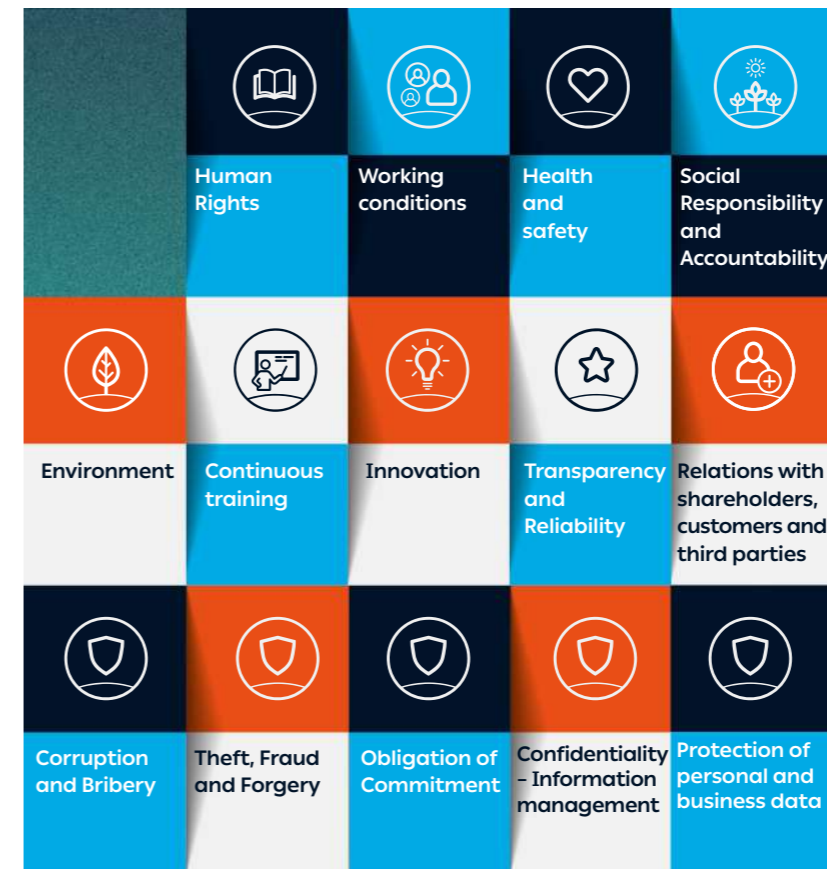 Human
Rights
Working
conditions
Health
and
safety
Social
Responsibility
and
Accountability
Environment
Continuous
training
Innovation
Transparency
and
Reliability
Relations with
shareholders,
customers and
third parties
Corruption
and Bribery
Theft, Fraud
and Forgery
Obligation of
Commitment
Confidentiality
– Information
management
Protection of
personal and
business data